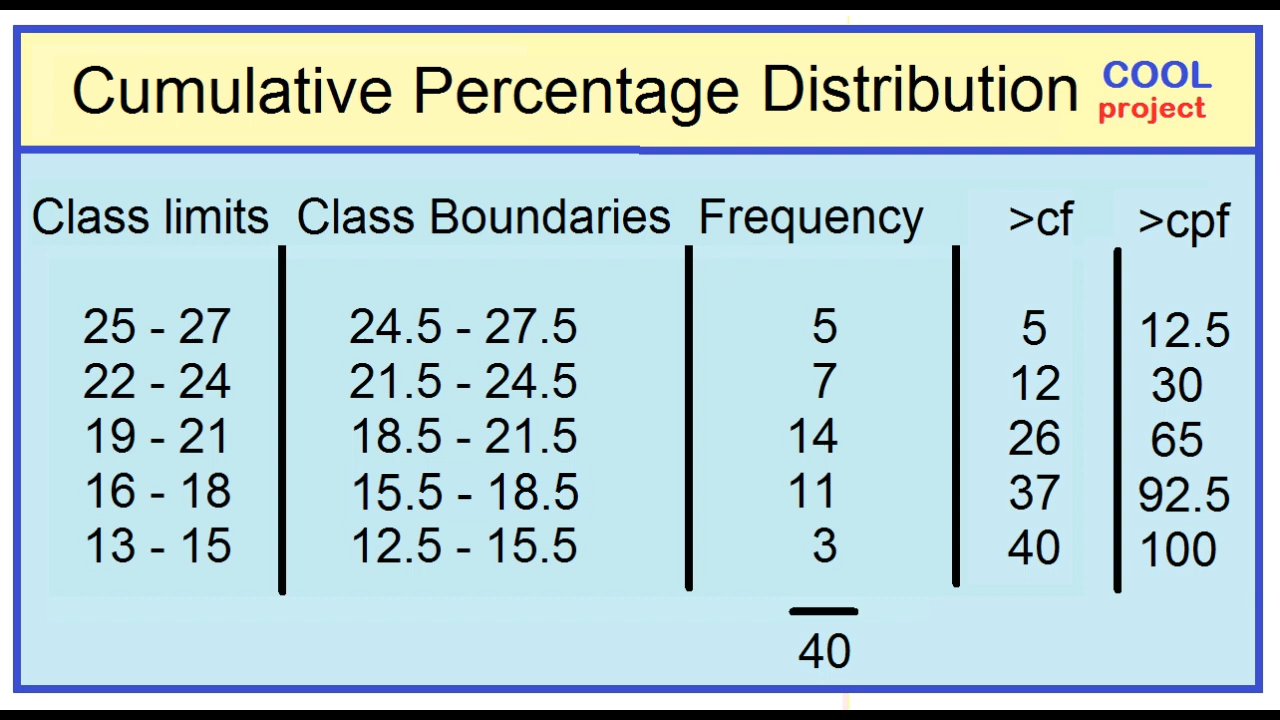 Cumulative Percentage Distribution COOL project
Class limits Class Boundaries Frequency >cf >cpf
25 - 27 24.5 - 27.5 5 5 12.5
22 - 24 21.5 - 24.5 7 12 30
19 - 21 18.5 - 21.5 14 26 65
16 - 18 15.5 - 18.5 11 37 92.5
13 - 15 12.5 - 15.5 3 40 100
40